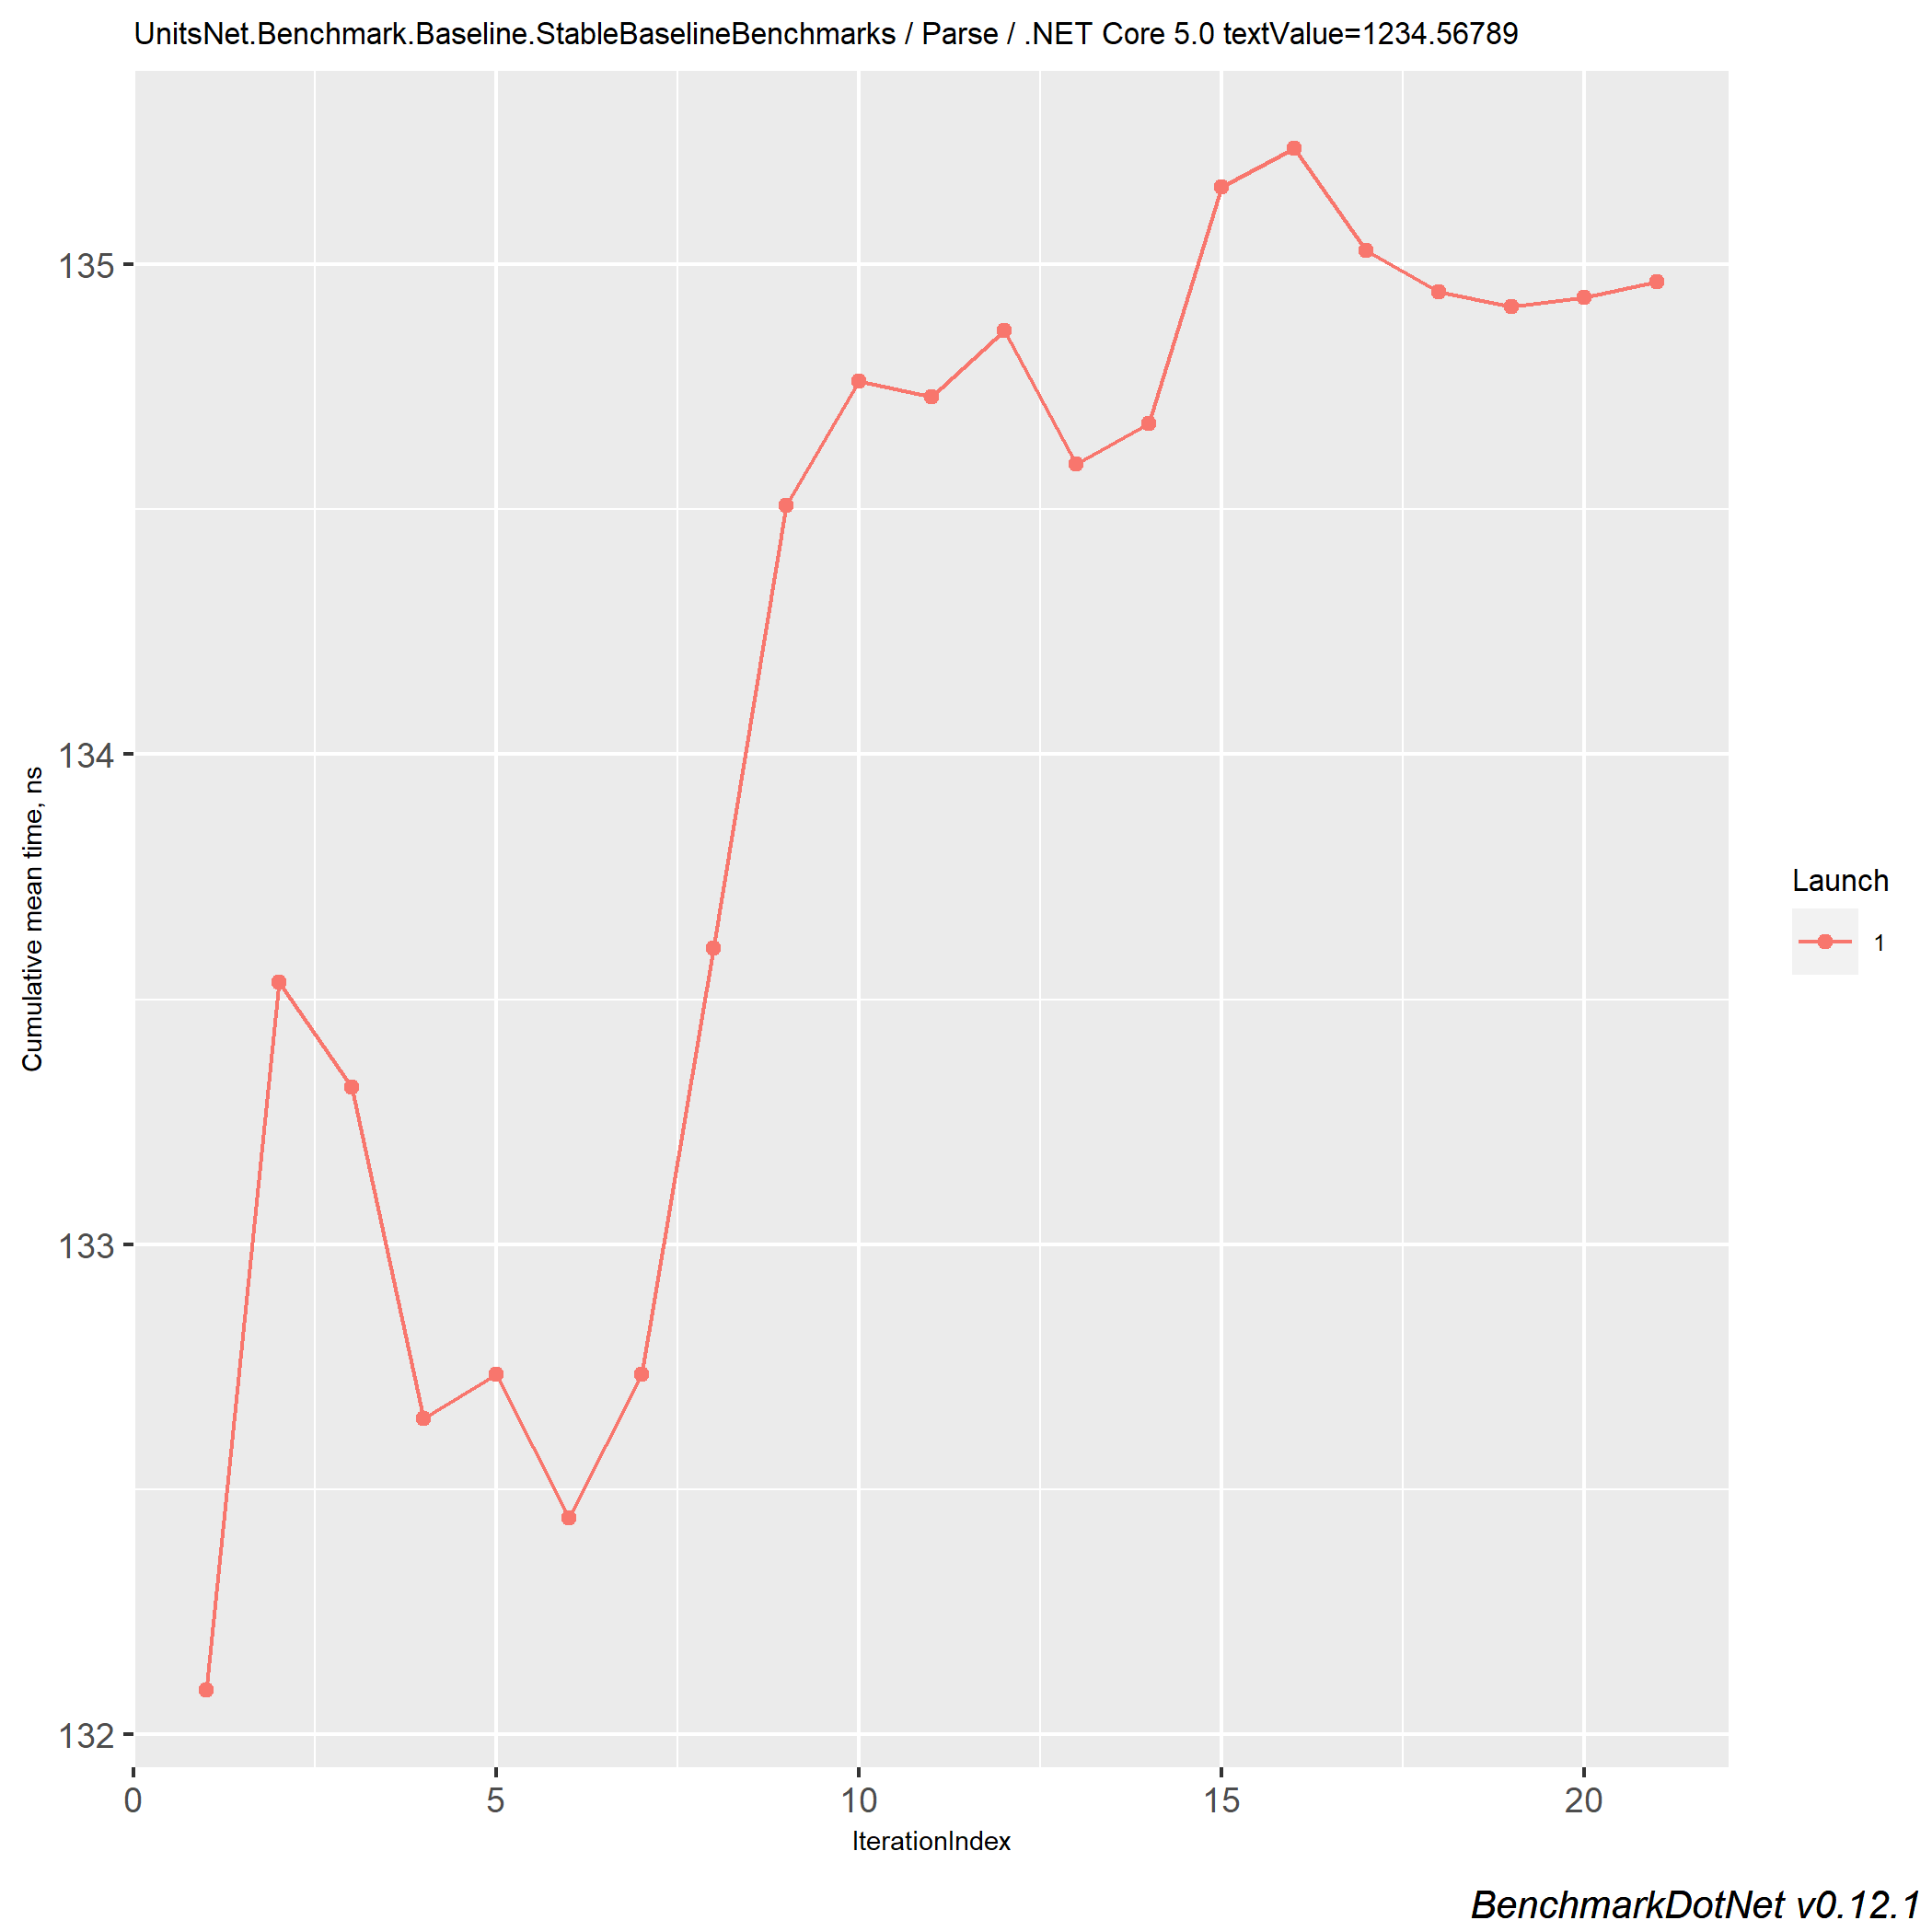 UnitsNet.Benchmark.Baseline.StableBaselineBenchmarks / Parse / .NET Core 5.0 textValue=1234.56789
135
134
133
132
Cumulative mean time, ns
0 5 10 15 20
IterationIndex
Launch
1
BenchmarkDotNet v0.12.1